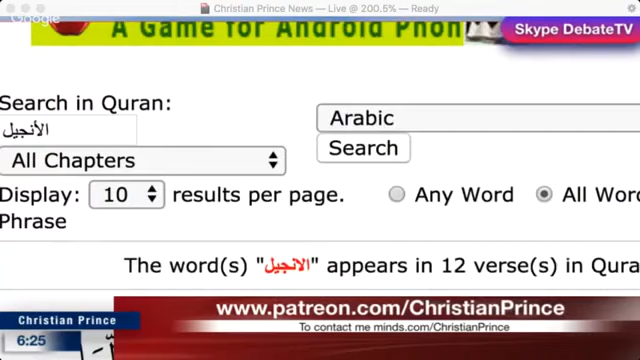 Christian Prince News — Live @ 200.5% — Ready
Google
A Game for Android Phon
Skype DebateTV
Search in Quran:
الأنجيل
Arabic
All Chapters
Search
Display: 10 results per page. Any Word All Word
Phrase
The word(s) "الانجيل" appears in 12 verse(s) in Qura
www.patreon.com/ChristianPrince
To contact me minds.com/ChristianPrince
Christian Prince
6:25